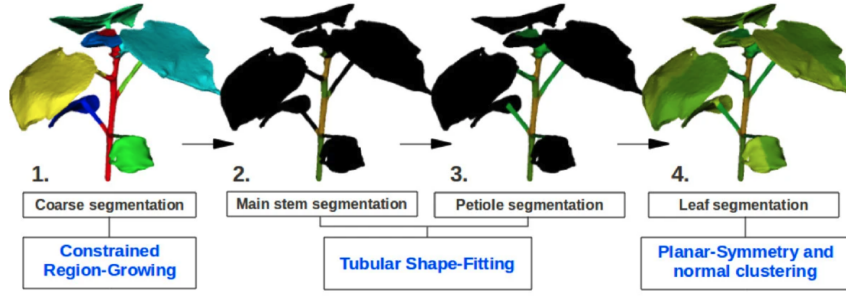 1.
2.
3.
4.
Coarse segmentation
Main stem segmentation
Petiole segmentation
Leaf segmentation
Constrained
Region-Growing
Tubular Shape-Fitting
Planar-Symmetry and
normal clustering